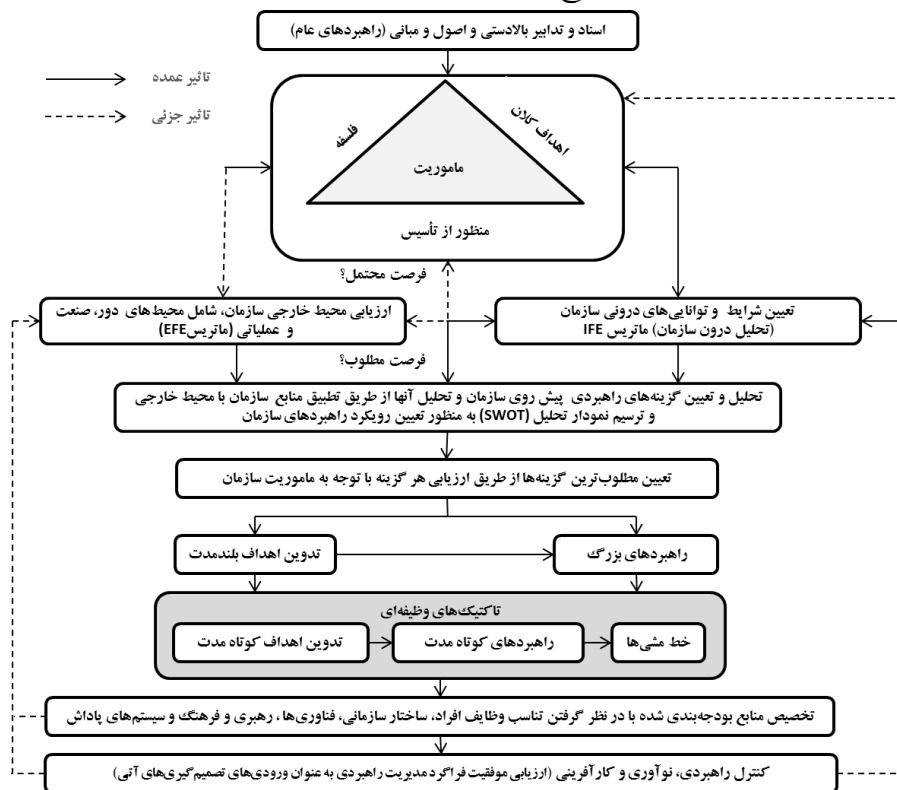 اسناد و تدابیر بالادستی و اصول و مبانی (راهبردهای عام)
تاثیر عمده
تاثیر جزئی
فلسفه
اهداف کلان
ماموریت
منظور از تأسیس
فرصت محتمل؟
تعیین شرایط و توانایی‌های درونی سازمان
(تحلیل درون سازمان) ماتریس IFE
ارزیابی محیط خارجی سازمان، شامل محیط‌های دور، صنعت
و عملیاتی (ماتریسEFE)
فرصت مطلوب؟
تحلیل و تعیین گزینه‌های راهبردی پیش روی سازمان و تحلیل آنها از طریق تطبیق منابع سازمان با محیط خارجی
و ترسیم نمودار تحلیل (SWOT) به منظور تعیین رویکرد راهبردهای سازمان
تعیین مطلوب‌ترین گزینه‌ها از طریق ارزیابی هر گزینه با توجه به ماموریت سازمان
راهبردهای بزرگ
تدوین اهداف بلندمدت
تاکتیک‌های وظیفه‌ای
تدوین اهداف کوتاه مدت
راهبردهای کوتاه مدت
خط مشی‌ها
تخصیص منابع بودجه‌بندی شده با در نظر گرفتن تناسب وظایف افراد، ساختار سازمانی، فناوری‌ها، رهبری و فرهنگ و سیستم‌های پاداش
کنترل راهبردی، نوآوری و کارآفرینی (ارزیابی موفقیت فراگرد مدیریت راهبردی به عنوان ورودی‌های تصمیم‌گیری‌های آتی)